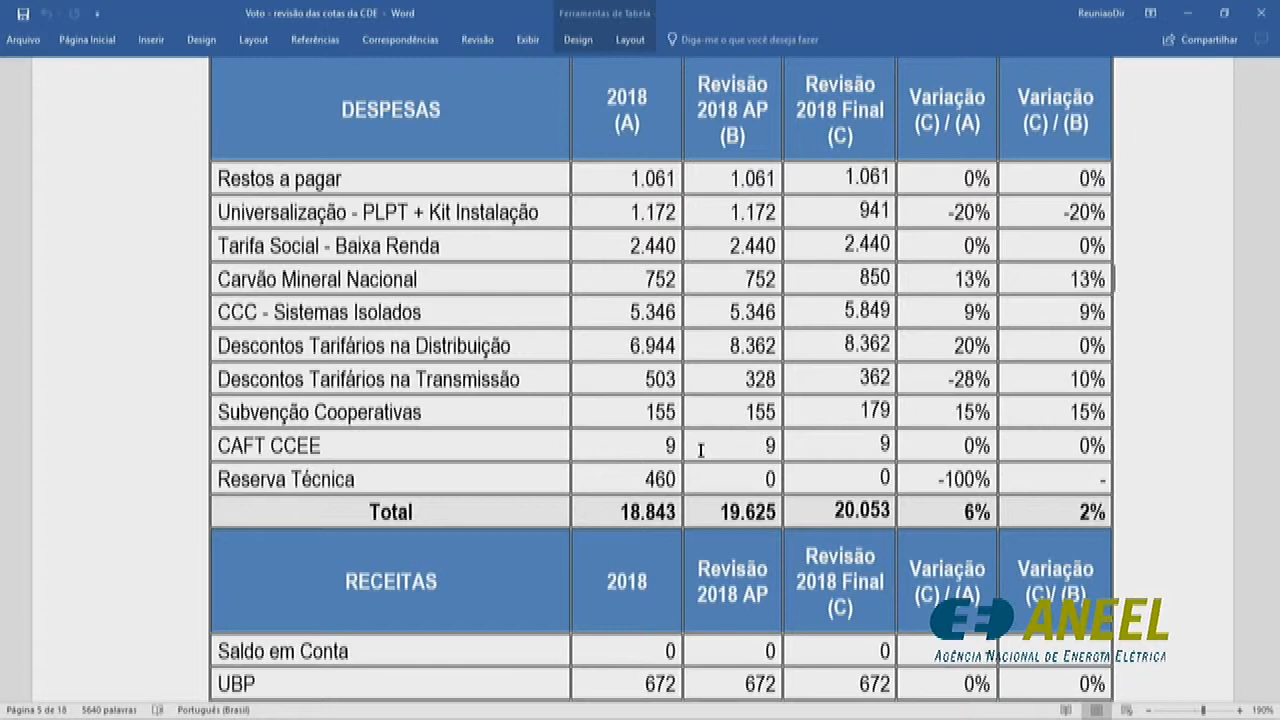 Voto - revisão das cotas da CDE - Word
Ferramentas de Tabela
ReuniaoDir
Arquivo Página Inicial Inserir Design Layout Referências Correspondências Revisão Exibir Design Layout Diga-me o que você deseja fazer Compartilhar
DESPESAS 2018 (A) Revisão 2018 AP (B) Revisão 2018 Final (C) Variação (C) / (A) Variação (C) / (B)
Restos a pagar 1.061 1.061 1.061 0% 0%
Universalização - PLPT + Kit Instalação 1.172 1.172 941 -20% -20%
Tarifa Social - Baixa Renda 2.440 2.440 2.440 0% 0%
Carvão Mineral Nacional 752 752 850 13% 13%
CCC - Sistemas Isolados 5.346 5.346 5.849 9% 9%
Descontos Tarifários na Distribuição 6.944 8.362 8.362 20% 0%
Descontos Tarifários na Transmissão 503 328 362 -28% 10%
Subvenção Cooperativas 155 155 179 15% 15%
CAFT CCEE 9 9 9 0% 0%
Reserva Técnica 460 0 0 -100% -
Total 18.843 19.625 20.053 6% 2%
RECEITAS 2018 Revisão 2018 AP Revisão 2018 Final (C) Variação (C) / (A) Variação (C)/ (B)
Saldo em Conta 0 0 0
UBP 672 672 672 0% 0%
ANEEL
AGÊNCIA NACIONAL DE ENERGIA ELÉTRICA
Página 5 de 18 5640 palavras Português (Brasil) 190%